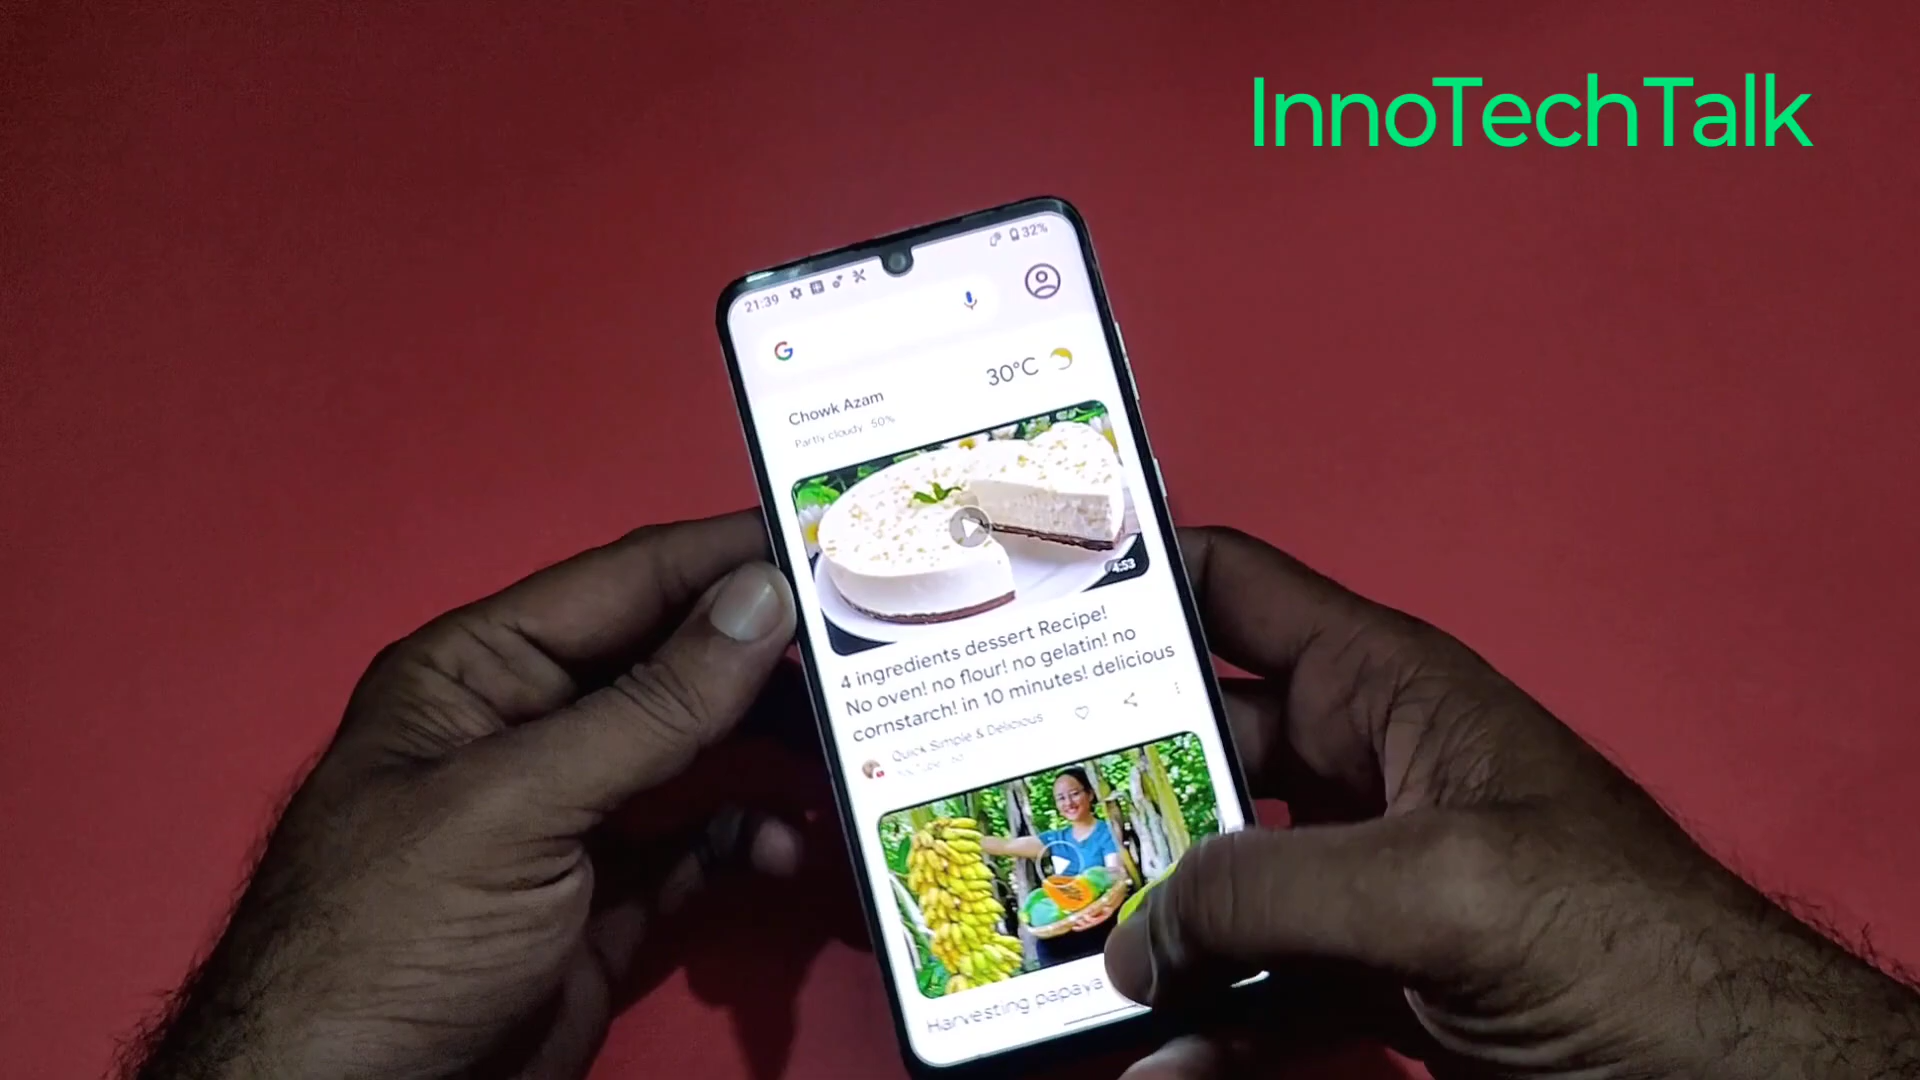 InnoTechTalk
21:39
32%
G
30°C
Chowk Azam
Partly cloudy · 50%
4:53
4 ingredients dessert Recipe!
No oven! no flour! no gelatin! no
cornstarch! in 10 minutes! delicious
Quick Simple & Delicious
YouTube
Harvesting papaya